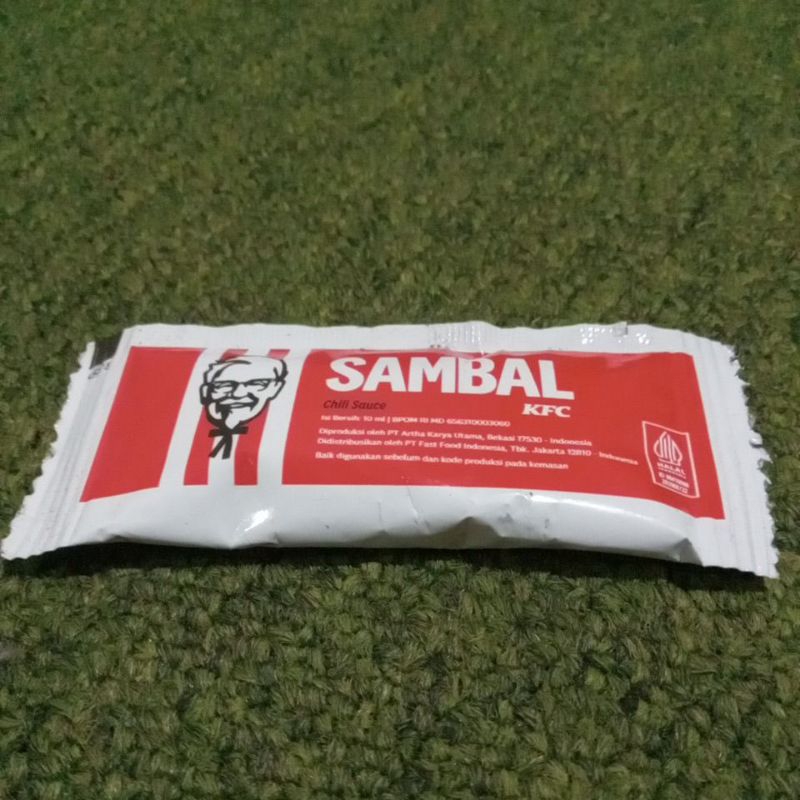 SAMBAL
Chili Sauce
KFC
Isi Bersih: 10 ml | BPOM RI MD 656310003060
Diproduksi oleh PT Artha Karya Utama, Bekasi 17530 - Indonesia
Didistribusikan oleh PT Fast Food Indonesia, Tbk. Jakarta 12810 - Indonesia
Baik digunakan sebelum dan kode produksi pada kemasan
HALAL